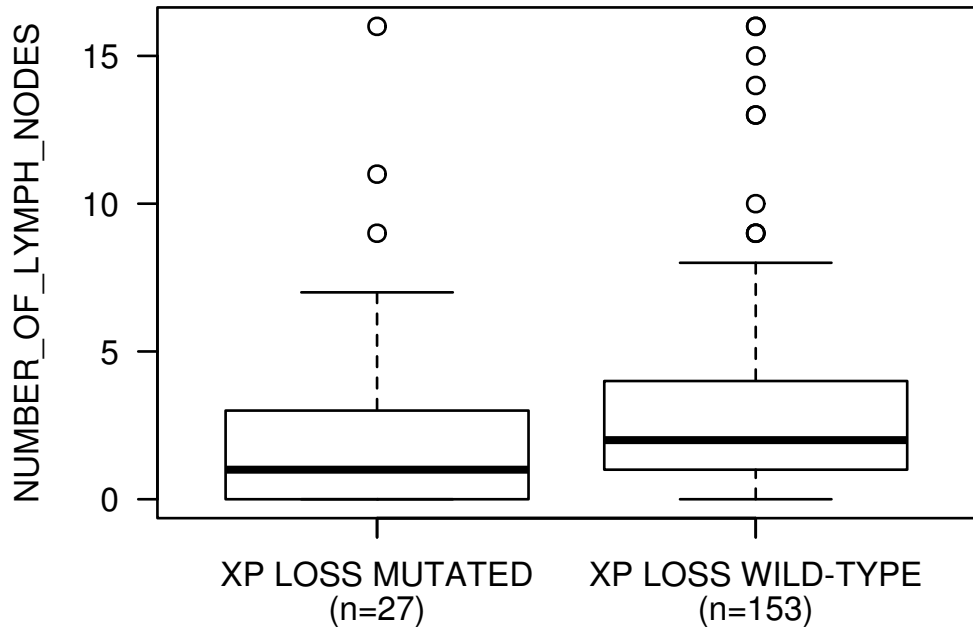 NUMBER_OF_LYMPH_NODES
15
10
5
0
XP LOSS MUTATED
(n=27)
XP LOSS WILD-TYPE
(n=153)